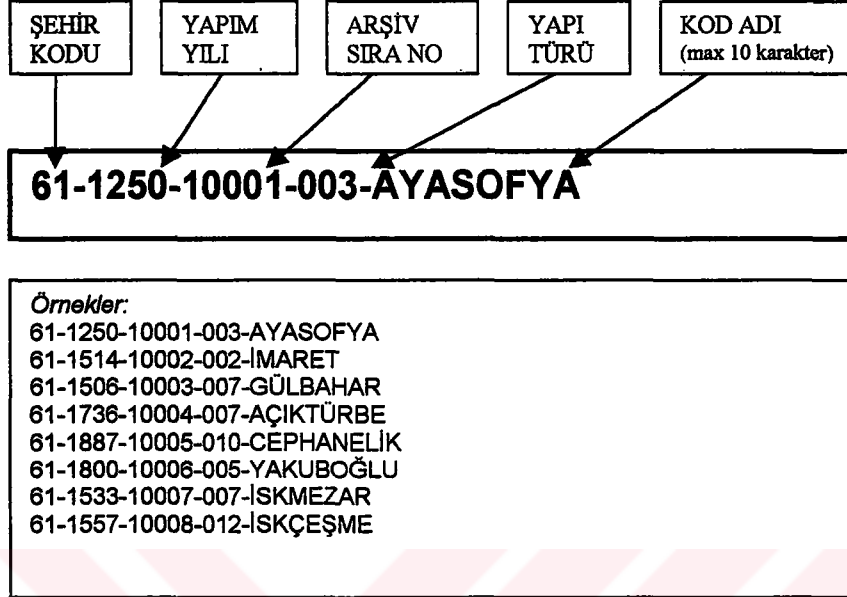 ŞEHİR KODU
YAPIM YILI
ARŞİV SIRA NO
YAPI TÜRÜ
KOD ADI
(max 10 karakter)
61-1250-10001-003-AYASOFYA
Örnekler:
61-1250-10001-003-AYASOFYA
61-1514-10002-002-İMARET
61-1506-10003-007-GÜLBAHAR
61-1736-10004-007-AÇIKTÜRBE
61-1887-10005-010-CEPHANELİK
61-1800-10006-005-YAKUBOĞLU
61-1533-10007-007-İSKMEZAR
61-1557-10008-012-İSKÇEŞME